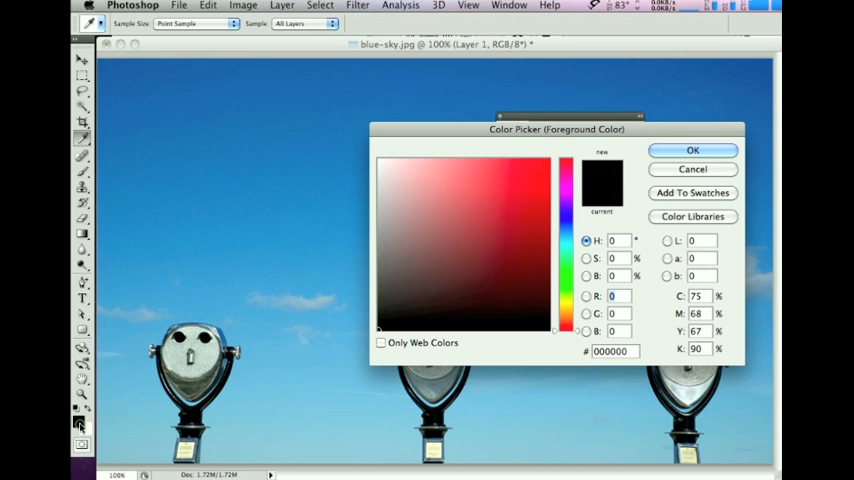 Photoshop File Edit Image Layer Select Filter Analysis 3D View Window Help 83°
Sample Size: Point Sample Sample: All Layers
blue-sky.jpg @ 100% (Layer 1, RGB/8*) *
Color Picker (Foreground Color)
new
current
OK
Cancel
Add To Swatches
Color Libraries
H: 0 ° L: 0
S: 0 % a: 0
B: 0 % b: 0
R: 0 C: 75 %
G: 0 M: 68 %
B: 0 Y: 67 %
# 000000 K: 90 %
Only Web Colors
100% Doc: 1.72M/1.72M